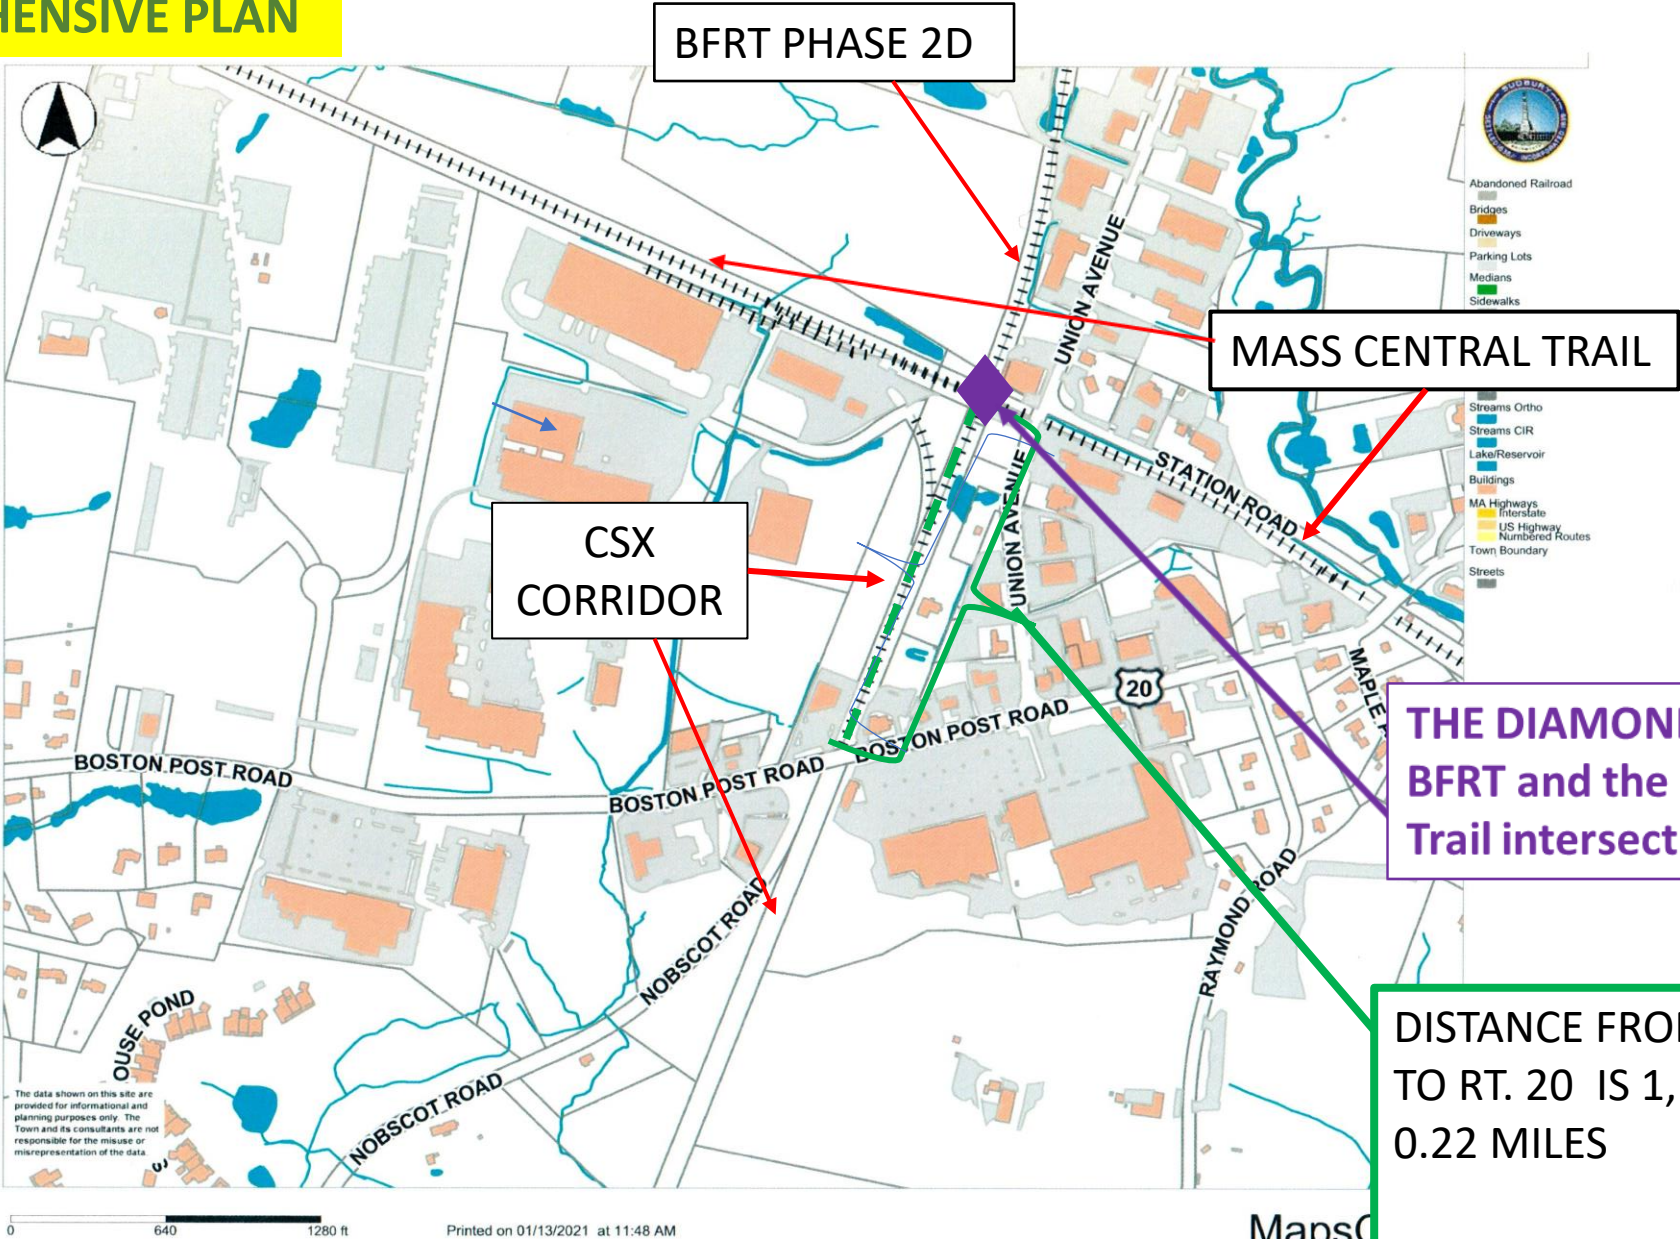 HENSIVE PLAN
BFRT PHASE 2D
SUDBURY
Abandoned Railroad
Bridges
Driveways
Parking Lots
Medians
Sidewalks
UNION AVENUE
MASS CENTRAL TRAIL
Streams Ortho
Streams CIR
Lake/Reservoir
Buildings
MA Highways
Interstate
US Highway
Numbered Routes
Town Boundary
Streets
STATION ROAD
UNION AVENUE
UNION AVENUE
CSX
CORRIDOR
20
MAPLE
THE DIAMON
BFRT and the
Trail intersect
BOSTON POST ROAD
BOSTON POST ROAD
BOSTON POST ROAD
NOBSCOT ROAD
RAYMOND ROAD
OUSE POND
NOBSCOT ROAD
DISTANCE FRO
TO RT. 20 IS 1,
0.22 MILES
The data shown on this site are
provided for informational and
planning purposes only. The
Town and its consultants are not
responsible for the misuse or
misrepresentation of the data.
0 640 1280 ft
Printed on 01/13/2021 at 11:48 AM
Maps